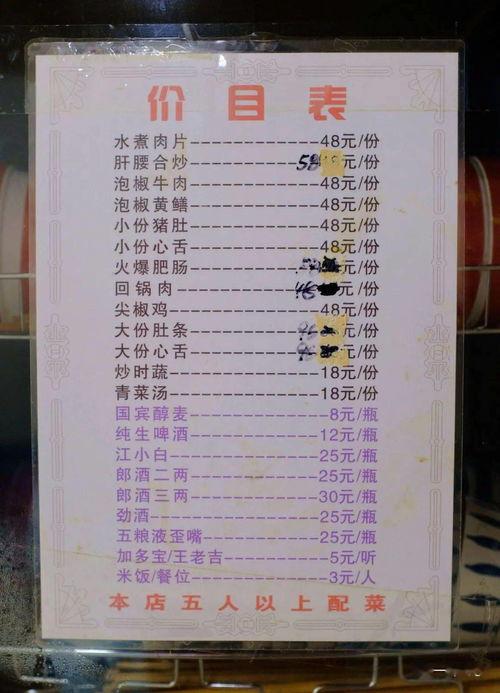 价目表
水煮肉片------48元/份
肝腰合炒------58元/份
泡椒牛肉------48元/份
泡椒黄鳝------48元/份
小份猪肚------48元/份
小份心舌------48元/份
火爆肥肠------元/份
回锅肉------元/份
尖椒鸡------48元/份
大份肚条------元/份
大份心舌------元/份
炒时蔬------18元/份
青菜汤------18元/份
国宾醇麦------8元/瓶
纯生啤酒------12元/瓶
江小白------25元/瓶
郎酒二两------25元/瓶
郎酒三两------30元/瓶
劲酒------25元/瓶
五粮液歪嘴------25元/瓶
加多宝/王老吉------5元/听
米饭/餐位------3元/人
本店五人以上配菜